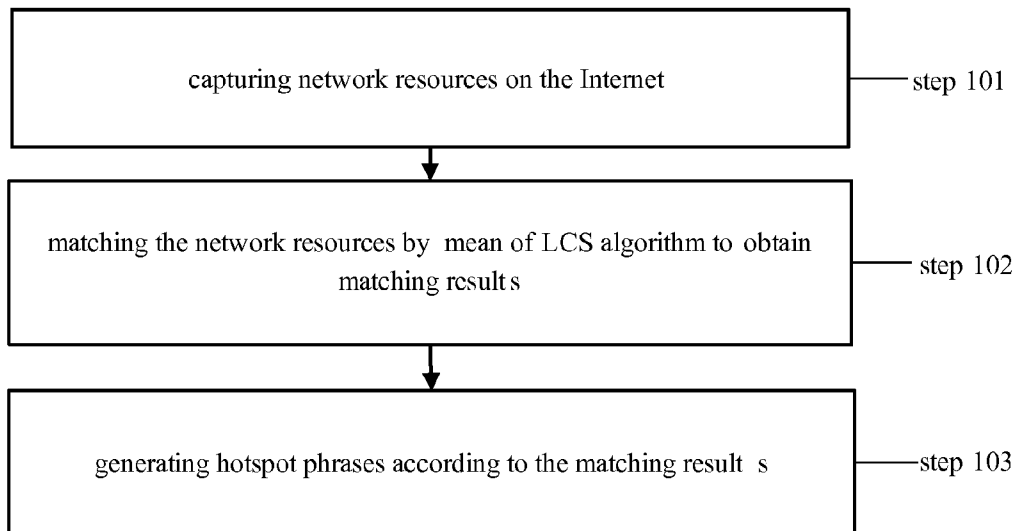 capturing network resources on the Internet
step 101
matching the network resources by mean of LCS algorithm to obtain
matching results
step 102
generating hotspot phrases according to the matching result s
step 103